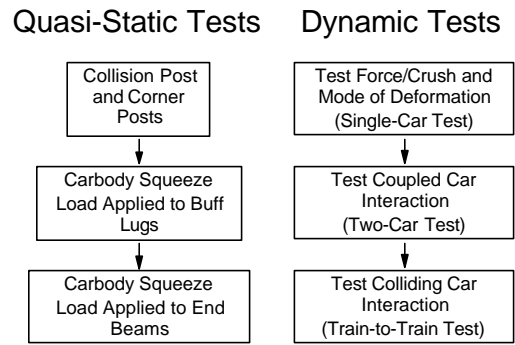 Quasi-Static Tests
Collision Post
and Corner
Posts
Carbody Squeeze
Load Applied to Buff
Lugs
Carbody Squeeze
Load Applied to End
Beams
Dynamic Tests
Test Force/Crush and
Mode of Deformation
(Single-Car Test)
Test Coupled Car
Interaction
(Two-Car Test)
Test Colliding Car
Interaction
(Train-to-Train Test)